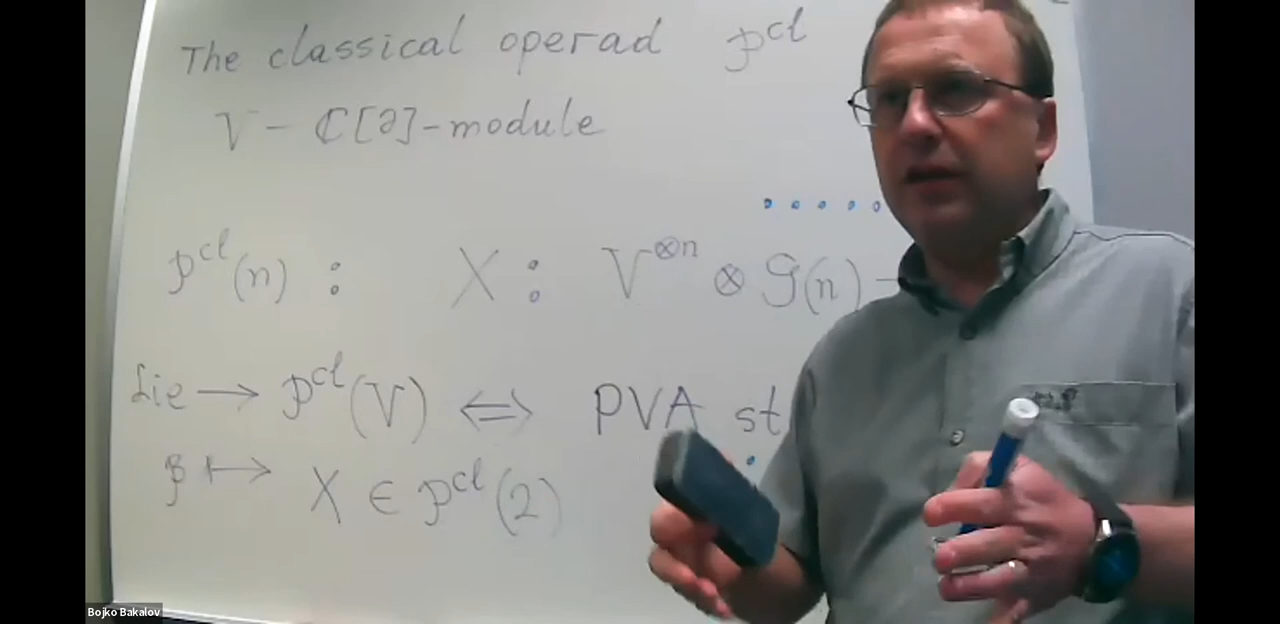 The classical operad 𝒫^cl
V - ℂ[∂]-module
𝒫^cl(n) : X : V^⊗n ⊗ 𝒢(n) →
Lie → 𝒫^cl(V) ⟺ PVA st
β ↦ X ∈ 𝒫^cl(2)
Bojko Bakalov